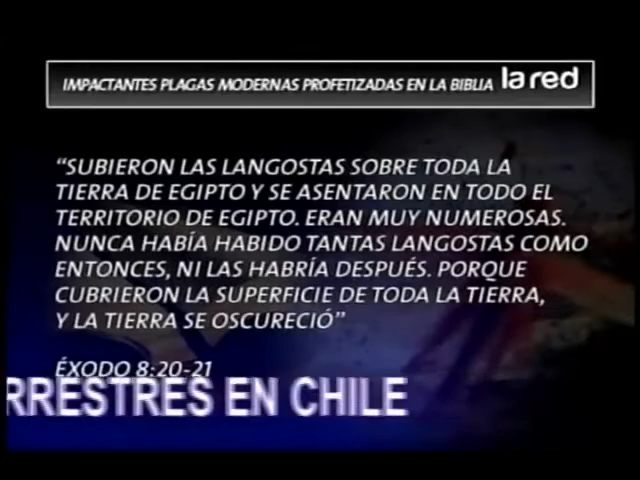 IMPACTANTES PLAGAS MODERNAS PROFETIZADAS EN LA BIBLIA la red
“SUBIERON LAS LANGOSTAS SOBRE TODA LA
TIERRA DE EGIPTO Y SE ASENTARON EN TODO EL
TERRITORIO DE EGIPTO. ERAN MUY NUMEROSAS.
NUNCA HABÍA HABIDO TANTAS LANGOSTAS COMO
ENTONCES, NI LAS HABRÍA DESPUÉS. PORQUE
CUBRIERON LA SUPERFICIE DE TODA LA TIERRA,
Y LA TIERRA SE OSCURECIÓ”
ÉXODO 8:20-21
RRESTRES EN CHILE